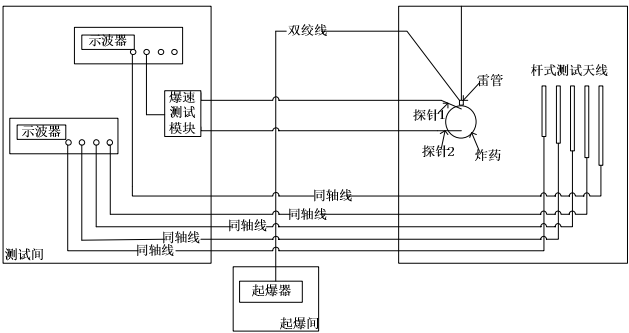 双绞线
示波器
雷管
杆式测试天线
爆速
测试
模块
探针1
示波器
探针2
炸药
同轴线
同轴线
同轴线
同轴线
同轴线
测试间
起爆器
起爆间